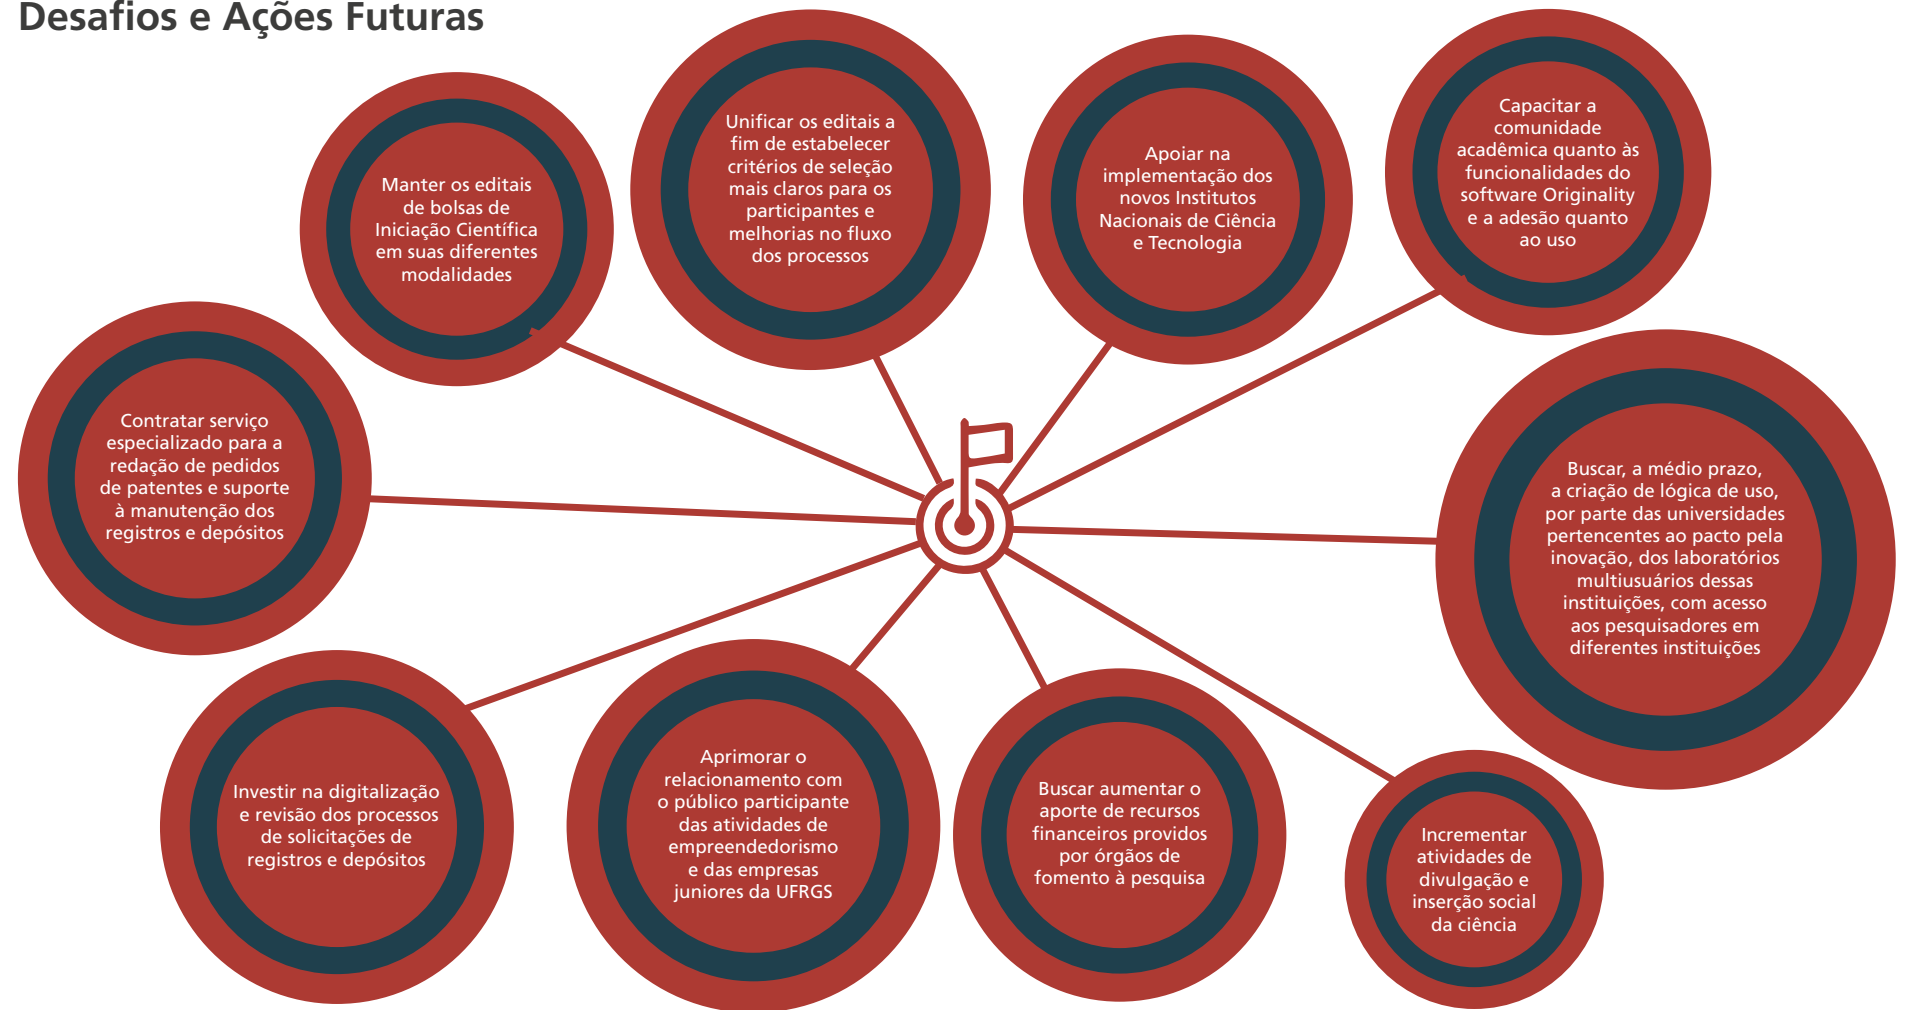 Desafios e Ações Futuras
Manter os editais
de bolsas de
Iniciação Científica
em suas diferentes
modalidades
Unificar os editais a
fim de estabelecer
critérios de seleção
mais claros para os
participantes e
melhorias no fluxo
dos processos
Apoiar na
implementação dos
novos Institutos
Nacionais de Ciência
e Tecnologia
Capacitar a
comunidade
acadêmica quanto às
funcionalidades do
software Originality
e a adesão quanto
ao uso
Contratar serviço
especializado para a
redação de pedidos
de patentes e suporte
à manutenção dos
registros e depósitos
Buscar, a médio prazo,
a criação de lógica de uso,
por parte das universidades
pertencentes ao pacto pela
inovação, dos laboratórios
multiusuários dessas
instituições, com acesso
aos pesquisadores em
diferentes instituições
Investir na digitalização
e revisão dos processos
de solicitações de
registros e depósitos
Aprimorar o
relacionamento com
o público participante
das atividades de
empreendedorismo
e das empresas
juniores da UFRGS
Buscar aumentar o
aporte de recursos
financeiros providos
por órgãos de
fomento à pesquisa
Incrementar
atividades de
divulgação e
inserção social
da ciência